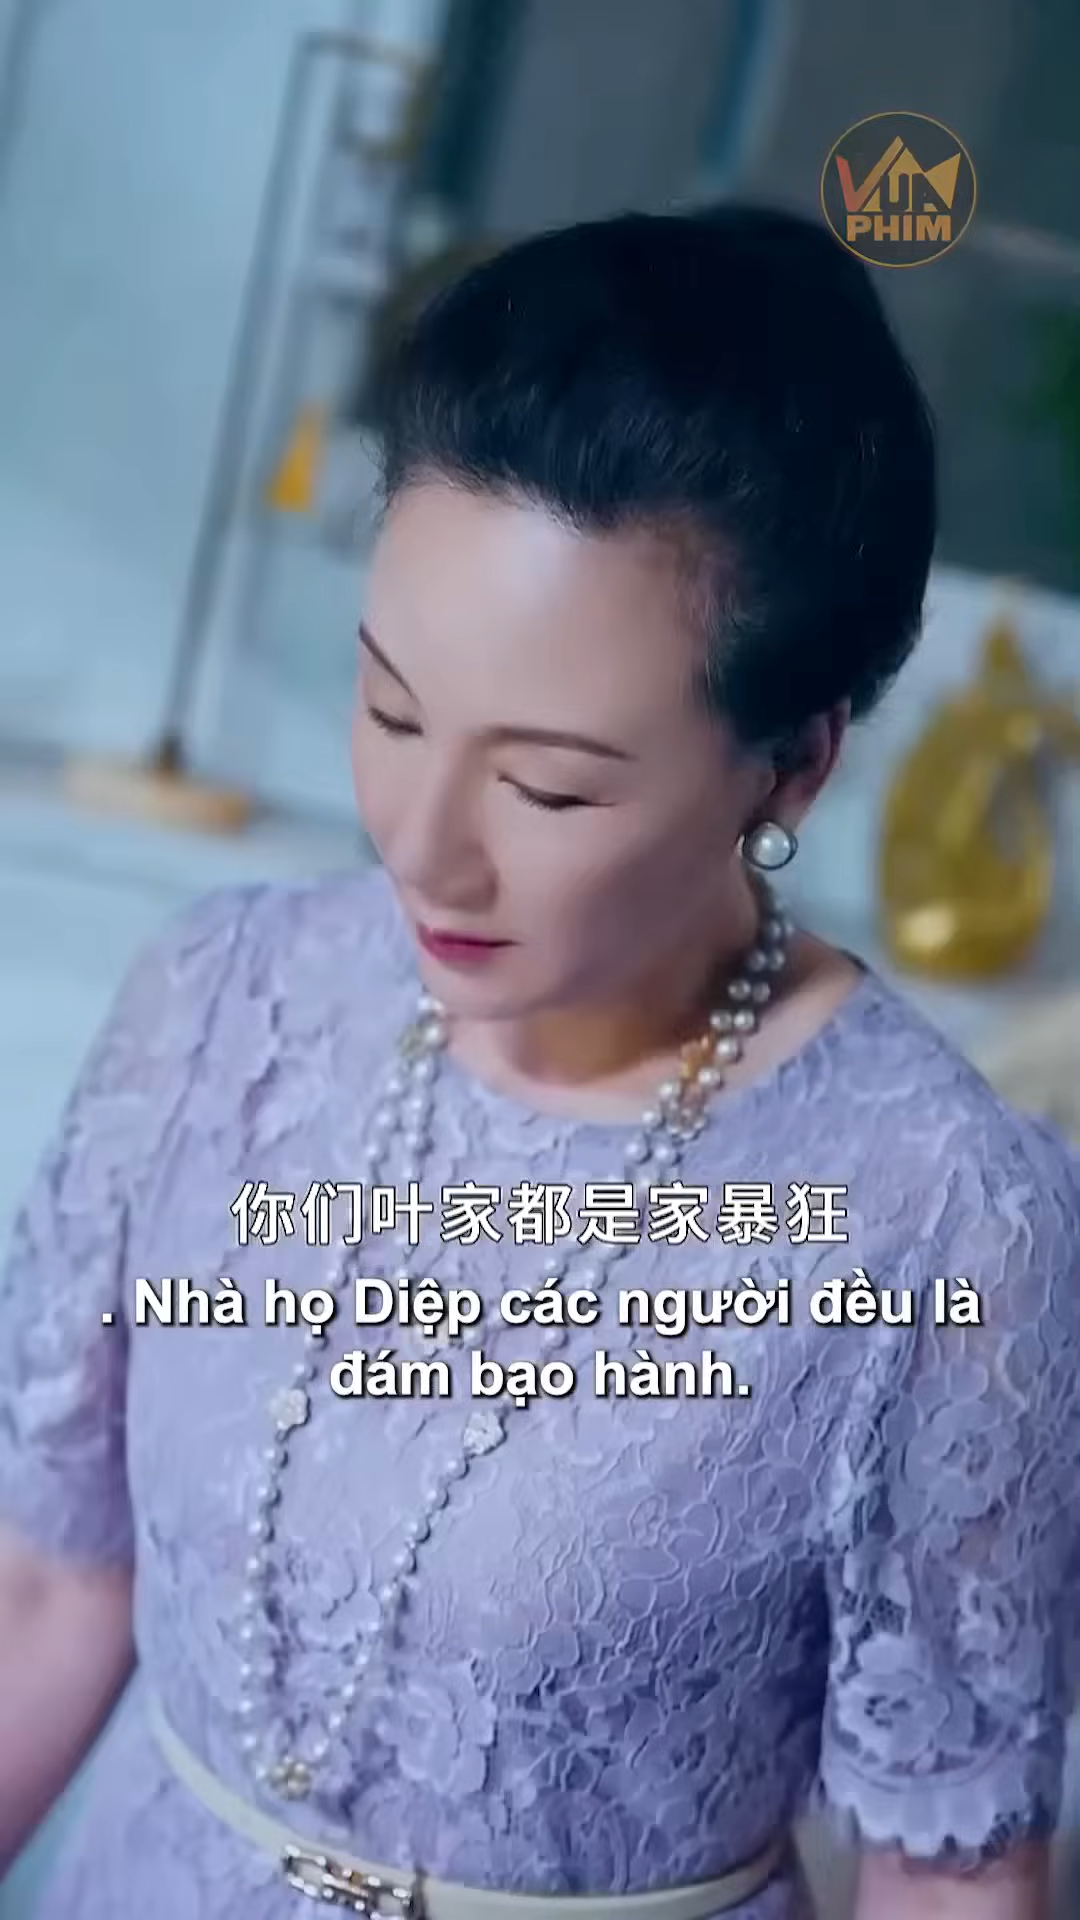 VUA
PHIM
你们叶家都是家暴狂
. Nhà họ Diệp các người đều là
đám bạo hành.